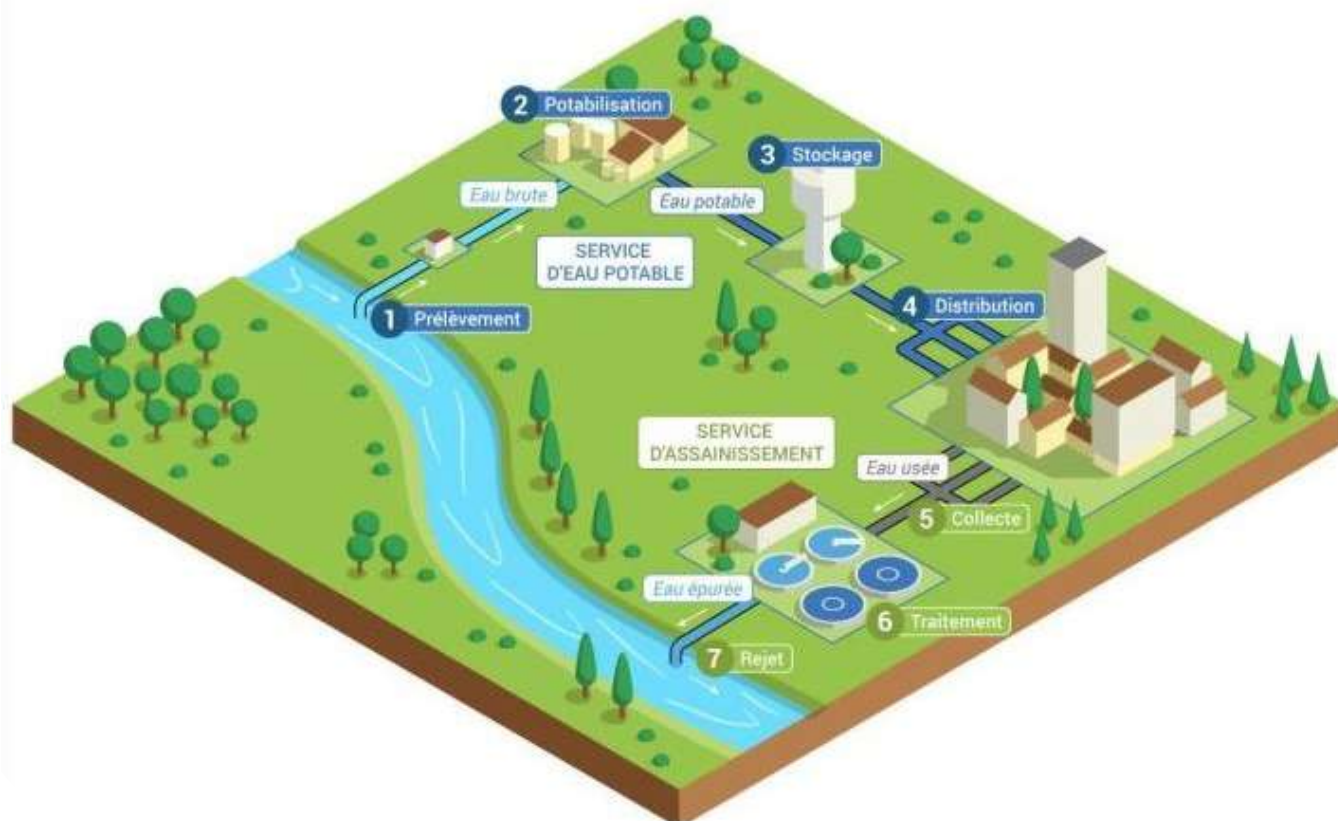 2 Potabilisation
3 Stockage
Eau brute
Eau potable
SERVICE
D'EAU POTABLE
1 Prélèvement
4 Distribution
SERVICE
D'ASSAINISSEMENT
Eau usée
5 Collecte
Eau épurée
6 Traitement
7 Rejet